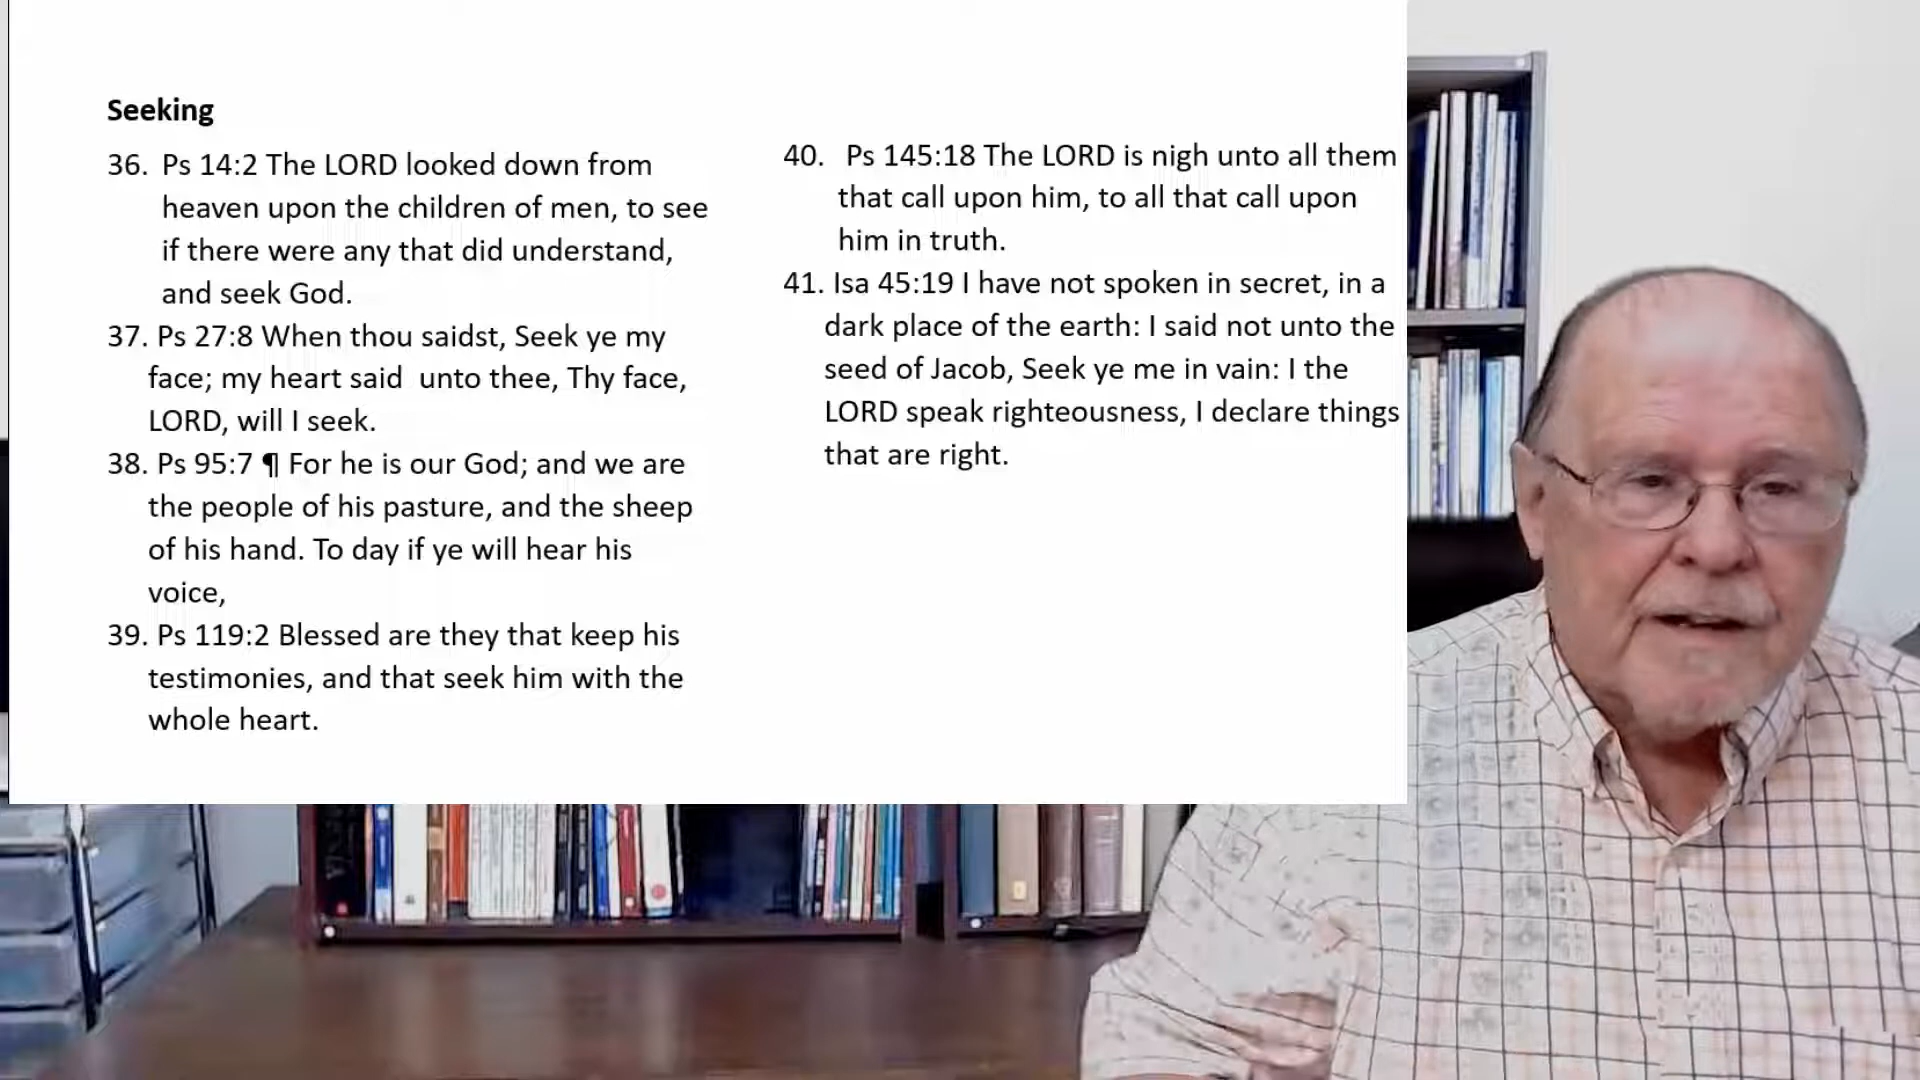 Seeking
36. Ps 14:2 The LORD looked down from
heaven upon the children of men, to see
if there were any that did understand,
and seek God.
37. Ps 27:8 When thou saidst, Seek ye my
face; my heart said  unto thee, Thy face,
LORD, will I seek.
38. Ps 95:7 ¶ For he is our God; and we are
the people of his pasture, and the sheep
of his hand. To day if ye will hear his
voice,
39. Ps 119:2 Blessed are they that keep his
testimonies, and that seek him with the
whole heart.
40. Ps 145:18 The LORD is nigh unto all them
that call upon him, to all that call upon
him in truth.
41. Isa 45:19 I have not spoken in secret, in a
dark place of the earth: I said not unto the
seed of Jacob, Seek ye me in vain: I the
LORD speak righteousness, I declare things
that are right.